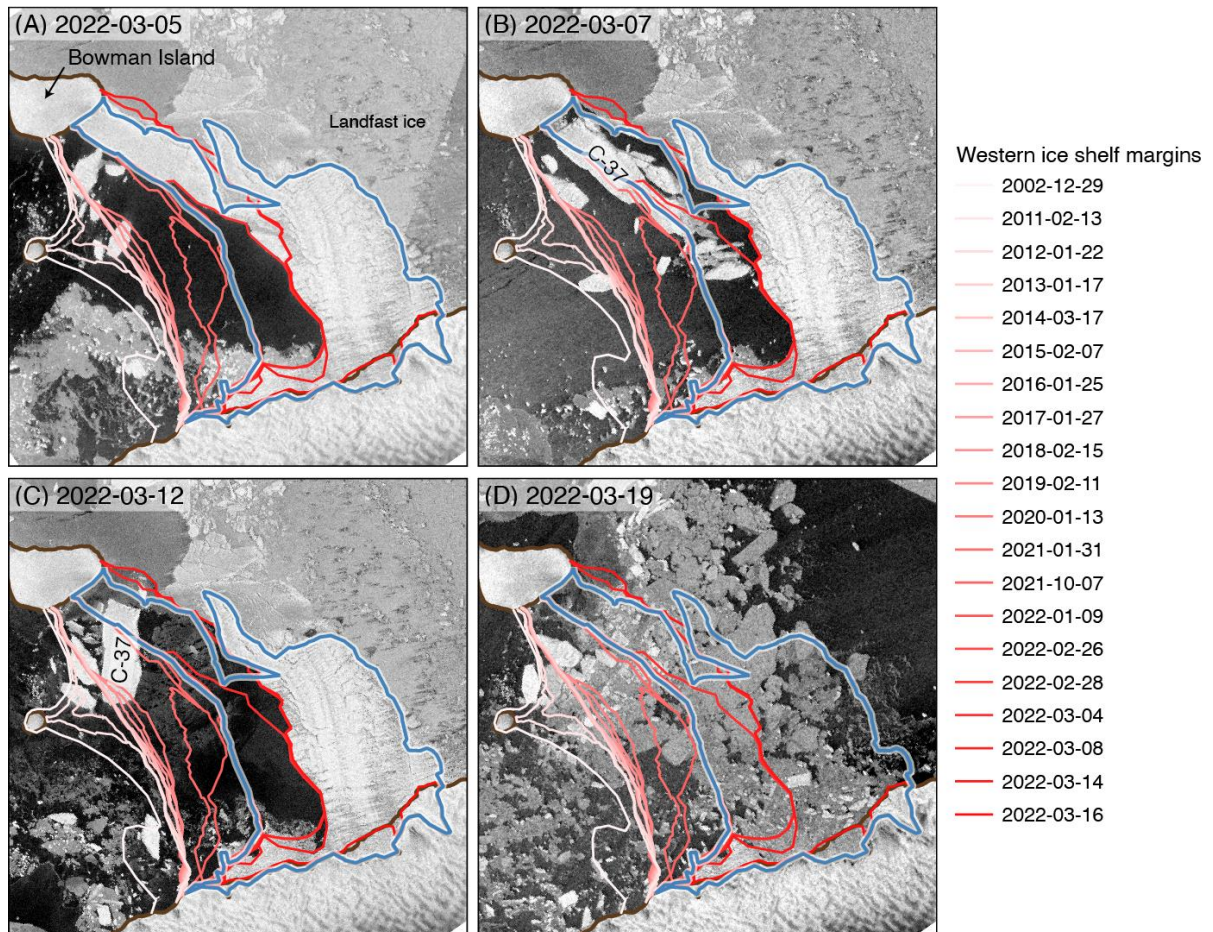 (A) 2022-03-05
Bowman Island
Landfast ice
(B) 2022-03-07
C-37
(C) 2022-03-12
C-37
(D) 2022-03-19
Western ice shelf margins
2002-12-29
2011-02-13
2012-01-22
2013-01-17
2014-03-17
2015-02-07
2016-01-25
2017-01-27
2018-02-15
2019-02-11
2020-01-13
2021-01-31
2021-10-07
2022-01-09
2022-02-26
2022-02-28
2022-03-04
2022-03-08
2022-03-14
2022-03-16